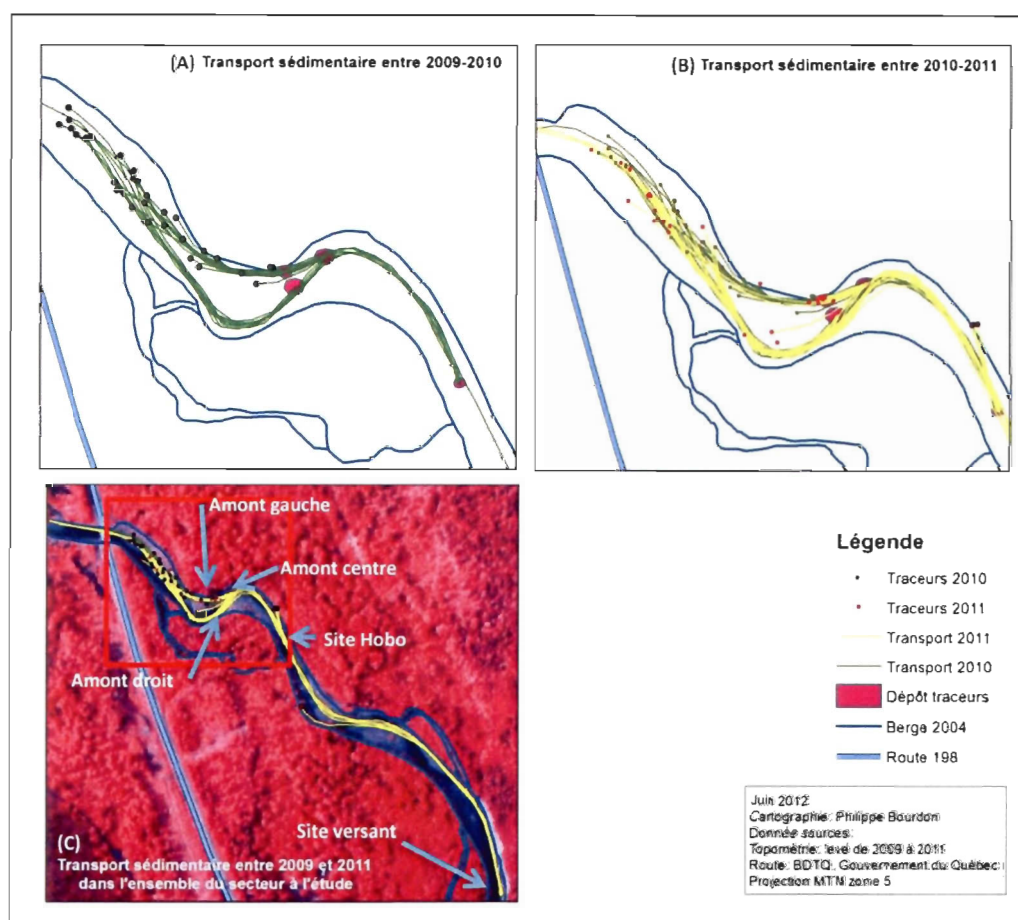 (A) Transport sédimentaire entre 2009-2010
(B) Transport sédimentaire entre 2010-2011
Amont gauche
Amont centre
Site Hobo
Amont droit
Site versant
(C)
Transport sédimentaire entre 2009 et 2011
dans l'ensemble du secteur à l'étude
Légende
Traceurs 2010
Traceurs 2011
Transport 2011
Transport 2010
Dépôt traceurs
Berge 2004
Route 198
Juin 2012
Cartographie: Philippe Bourdon
Donnée sources:
Topométrie: levé de 2009 à 2011
Route: BDTQ, Gouvernement du Québec
Projection MTN zone 5